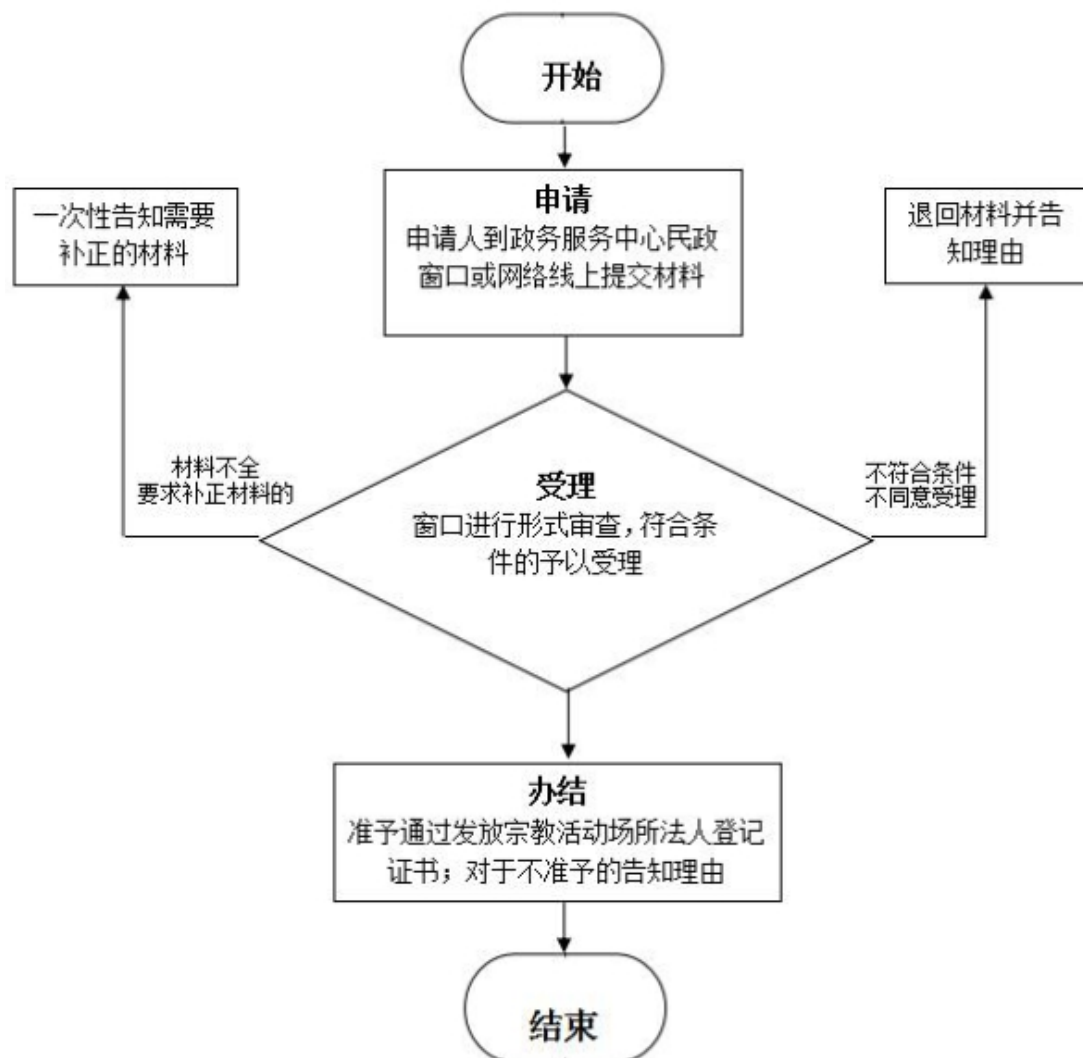 开始
申请
申请人到政务服务中心民政
窗口或网络线上提交材料
一次性告知需要
补正的材料
退回材料并告
知理由
材料不全
要求补正材料的
受理
窗口进行形式审查，符合条
件的予以受理
不符合条件
不同意受理
办结
准予通过发放宗教活动场所法人登记
证书；对于不准予的告知理由
结束